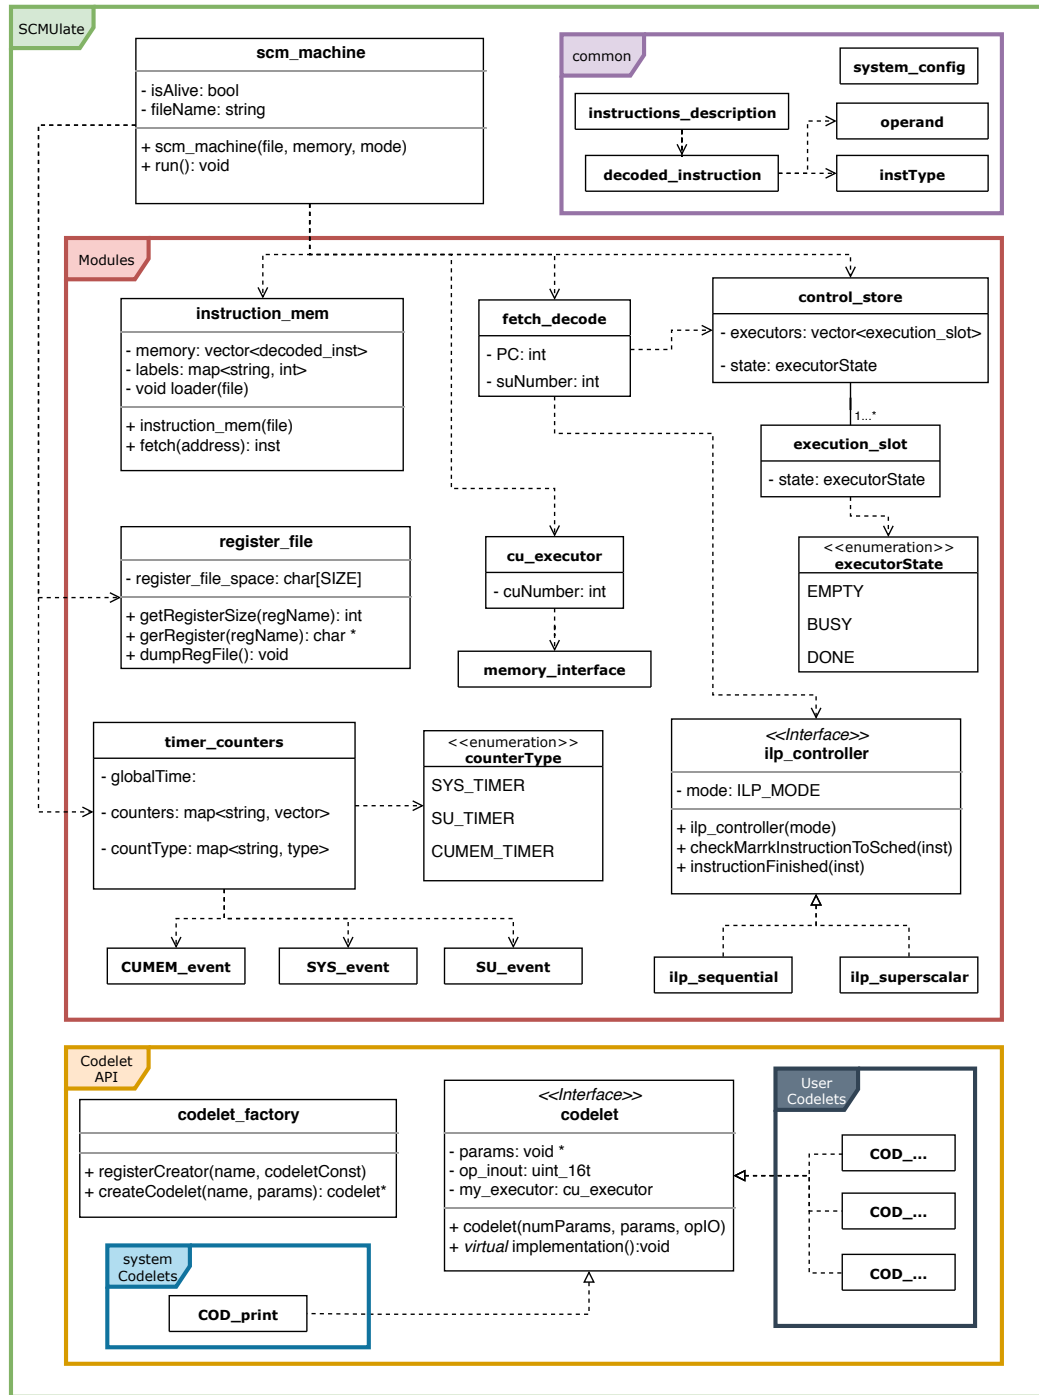 SCMUlate
scm_machine
- isAlive: bool
- fileName: string
+ scm_machine(file, memory, mode)
+ run(): void
common
system_config
instructions_description
operand
decoded_instruction
instType
Modules
instruction_mem
- memory: vector<decoded_inst>
- labels: map<string, int>
- void loader(file)
+ instruction_mem(file)
+ fetch(address): inst
fetch_decode
- PC: int
- suNumber: int
control_store
- executors: vector<execution_slot>
- state: executorState
1...*
execution_slot
- state: executorState
register_file
- register_file_space: char[SIZE]
+ getRegisterSize(regName): int
+ gerRegister(regName): char *
+ dumpRegFile(): void
cu_executor
- cuNumber: int
memory_interface
<<enumeration>>
executorState
EMPTY
BUSY
DONE
timer_counters
- globalTime:
- counters: map<string, vector>
- countType: map<string, type>
<<enumeration>>
counterType
SYS_TIMER
SU_TIMER
CUMEM_TIMER
<<Interface>>
ilp_controller
- mode: ILP_MODE
+ ilp_controller(mode)
+ checkMarrkInstructionToSched(inst)
+ instructionFinished(inst)
CUMEM_event
SYS_event
SU_event
ilp_sequential
ilp_superscalar
Codelet
API
codelet_factory
+ registerCreator(name, codeletConst)
+ createCodelet(name, params): codelet*
<<Interface>>
codelet
- params: void *
- op_inout: uint_16t
- my_executor: cu_executor
+ codelet(numParams, params, opIO)
+ virtual implementation():void
User
Codelets
COD_...
COD_...
COD_...
system
Codelets
COD_print